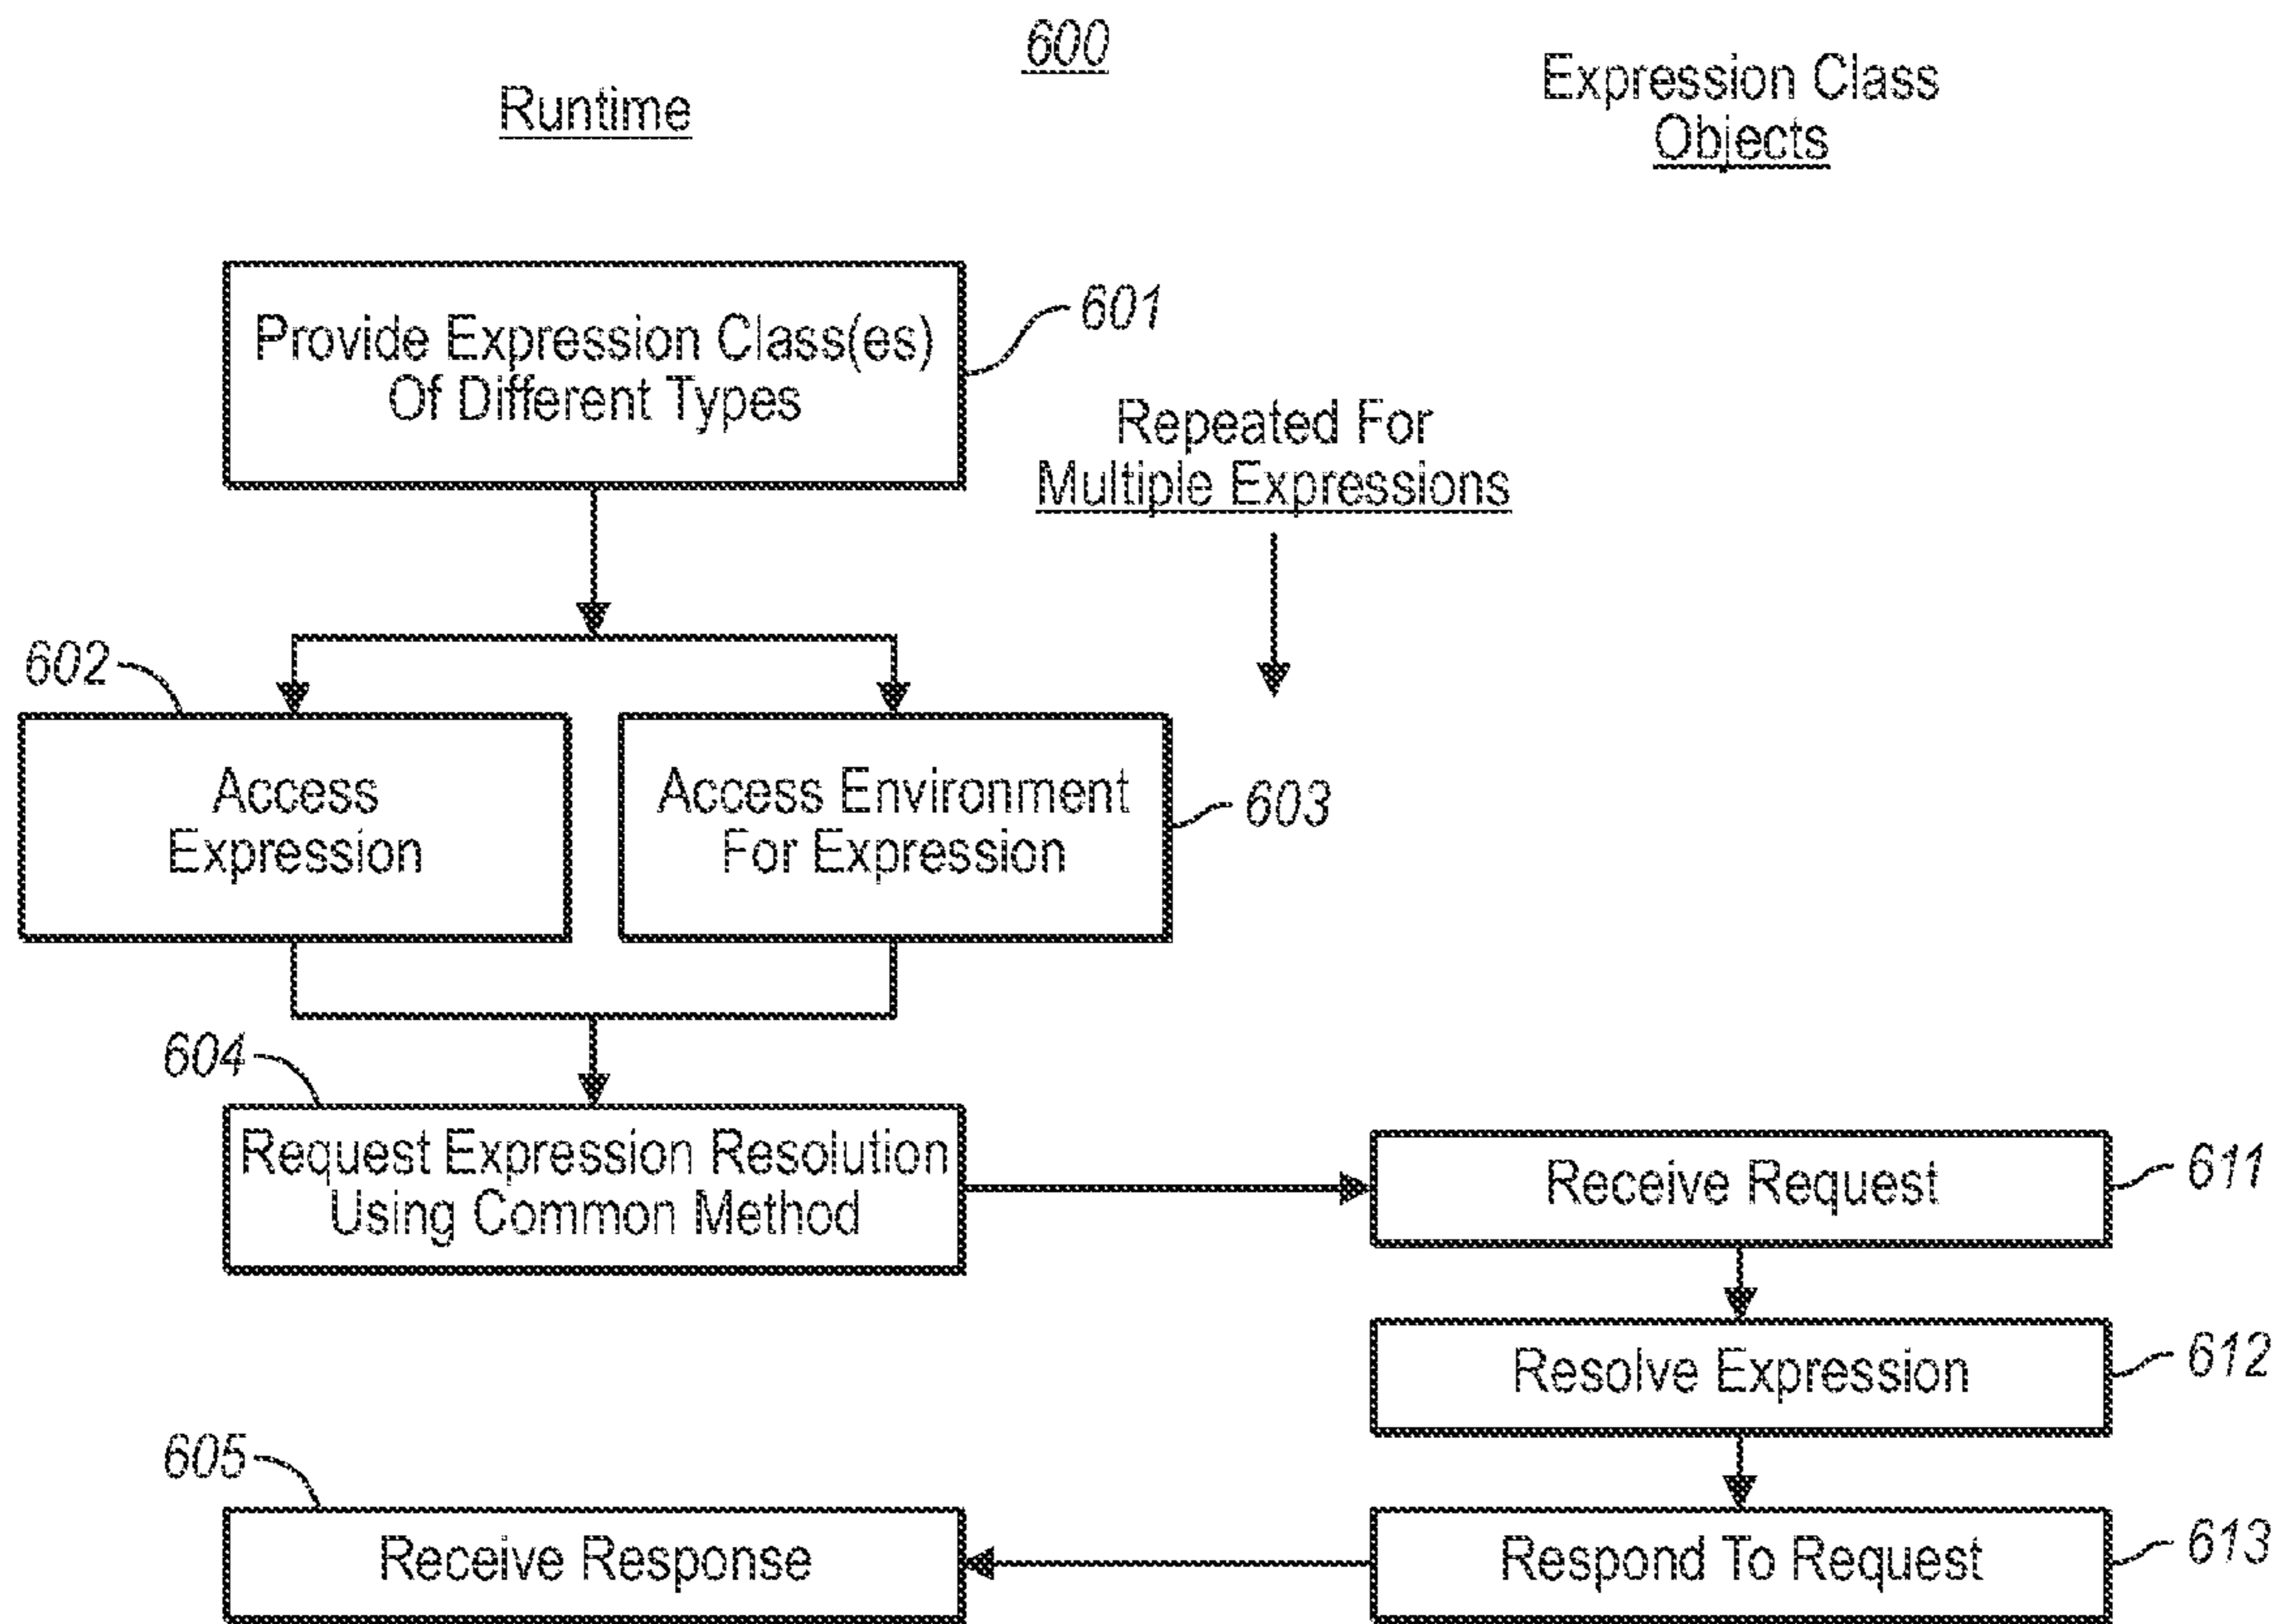 600
Runtime
Expression Class
Objects
Provide Expression Class(es)
Of Different Types
601
Repeated For
Multiple Expressions
602
Access
Expression
Access Environment
For Expression
603
604
Request Expression Resolution
Using Common Method
Receive Request
611
Resolve Expression
612
605
Receive Response
Respond To Request
613